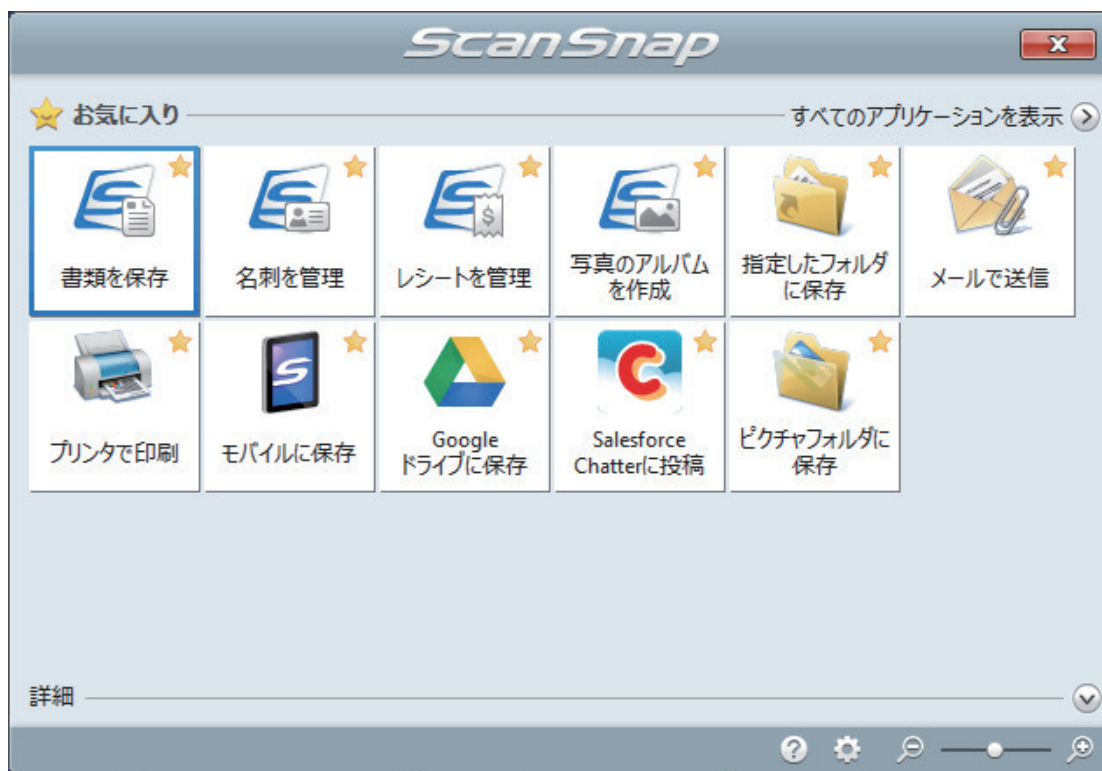 ScanSnap
お気に入り
すべてのアプリケーションを表示
書類を保存
名刺を管理
レシートを管理
写真のアルバム
を作成
指定したフォルダ
に保存
メールで送信
プリンタで印刷
モバイルに保存
Google
ドライブに保存
Salesforce
Chatterに投稿
ピクチャフォルダに
保存
詳細